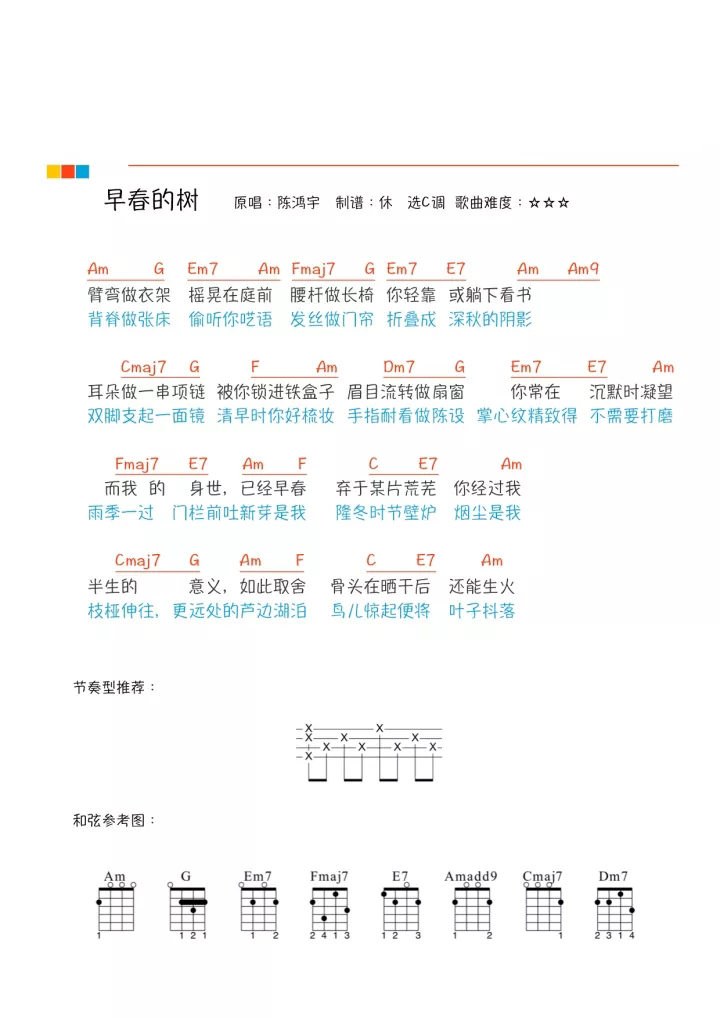 早春的树 原唱：陈鸿宇 制谱：休 选C调 歌曲难度：☆☆☆
Am G Em7 Am Fmaj7 G Em7 E7 Am Am9
臂弯做衣架 摇晃在庭前 腰杆做长椅 你轻靠 或躺下看书
背脊做张床 偷听你呓语 发丝做门帘 折叠成 深秋的阴影
Cmaj7 G F Am Dm7 G Em7 E7 Am
耳朵做一串项链 被你锁进铁盒子 眉目流转做扇窗 你常在 沉默时凝望
双脚支起一面镜 清早时你好梳妆 手指耐看做陈设 掌心纹精致得 不需要打磨
Fmaj7 E7 Am F C E7 Am
而我 的 身世，已经早春 弃于某片荒芜 你经过我
雨季一过 门栏前吐新芽是我 隆冬时节壁炉 烟尘是我
Cmaj7 G Am F C E7 Am
半生的 意义，如此取舍 骨头在晒干后 还能生火
枝桠伸往，更远处的芦边湖泊 鸟儿惊起便将 叶子抖落
节奏型推荐：
X X
X X X
X X X X
X
和弦参考图：
Am G Em7 Fmaj7 E7 Amadd9 Cmaj7 Dm7
1 1 2 1 1 2 2 4 1 3 1 2 3 1 2 1 2 3 1 4